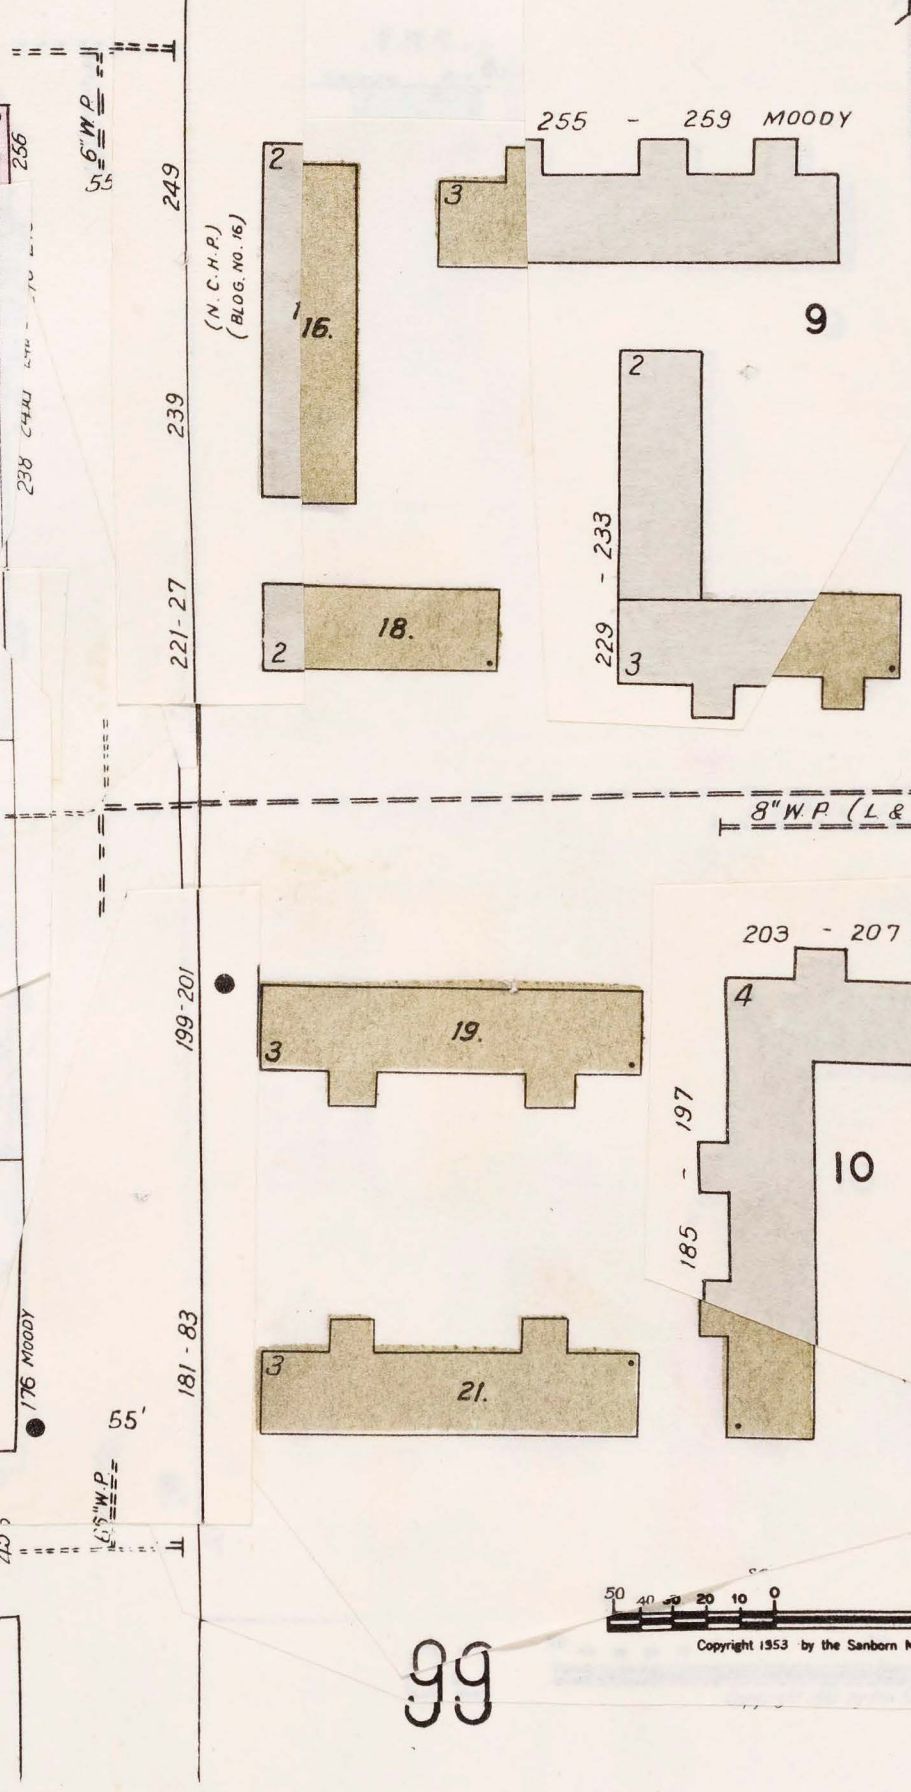 6" W.P.
55
256
249
(N.C.H.P.)
(BLDG. NO. 16)
239
238
221-27
2
16.
255 - 259 MOODY
3
9
2
229 - 233
3
2
18.
8" W.P. (L &
199-201
19.
3
203 - 207
4
185 - 197
10
181-83
3
21.
176 MOODY
55'
W.P.
50 40 30 20 10 0
Copyright 1953 by the Sanborn M
99